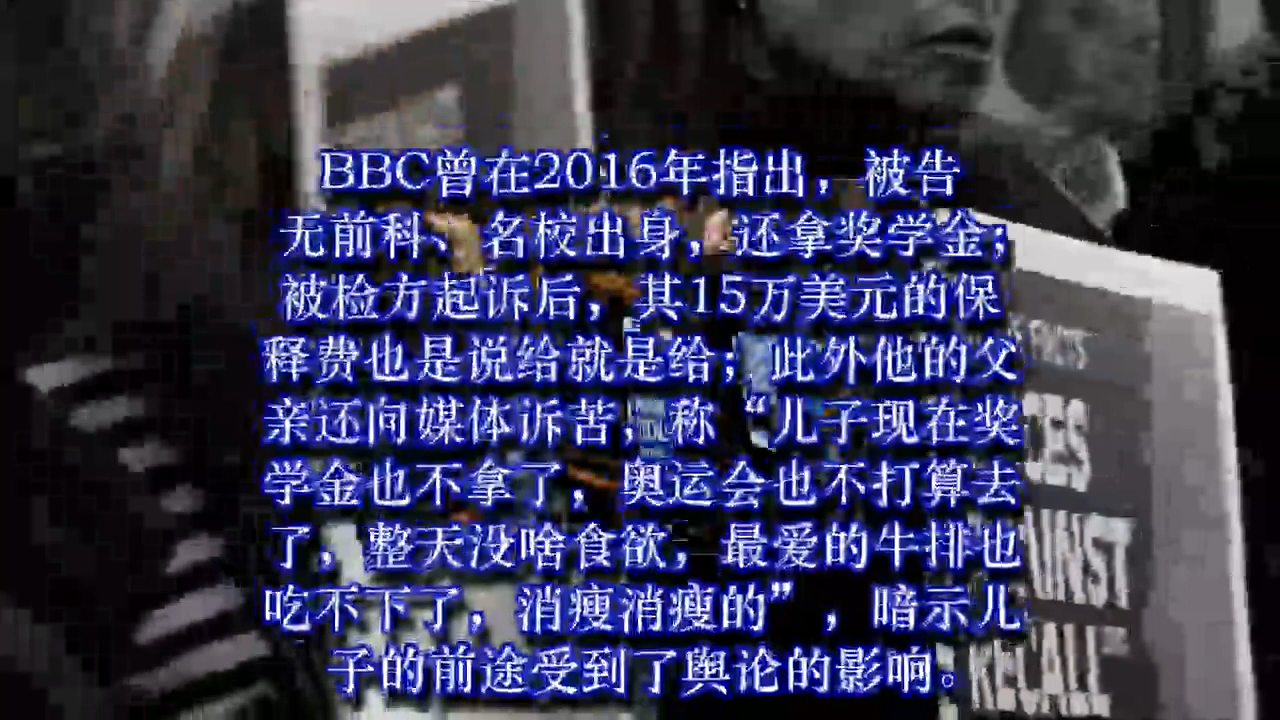 BBC曾在2016年指出，被告
无前科、名校出身，还拿奖学金；
被检方起诉后，其15万美元的保
释费也是说给就是给；此外他的父
亲还向媒体诉苦，称“儿子现在奖
学金也不拿了，奥运会也不打算去
了，整天没啥食欲，最爱的牛排也
吃不下了，消瘦消瘦的”，暗示儿
子的前途受到了舆论的影响。
CES
AINST
RECALL"